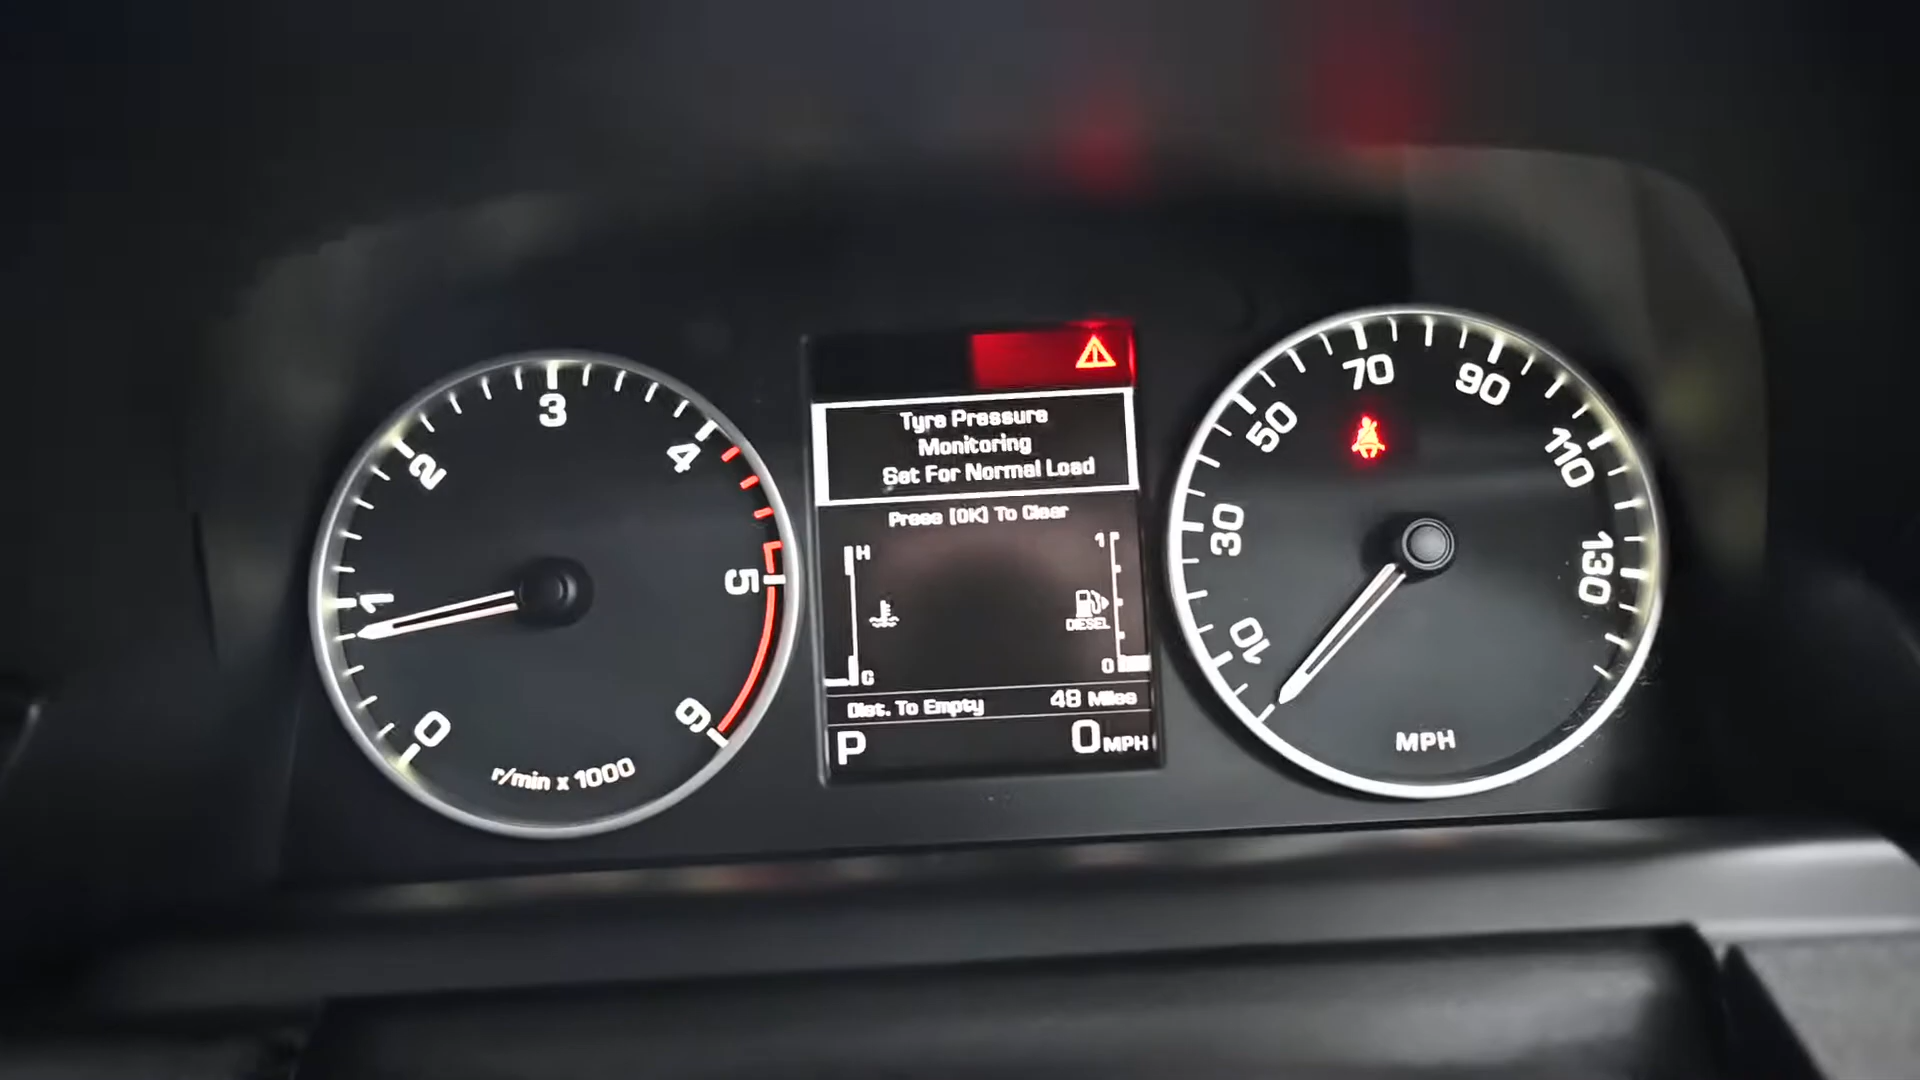 0
1
2
3
4
5
6
r/min x 1000
Tyre Pressure
Monitoring
Set For Normal Load
Press [OK] To Clear
H
C
1
DIESEL
0
Dist. To Empty 48 Miles
P 0 MPH
10
30
50
70
90
110
130
MPH